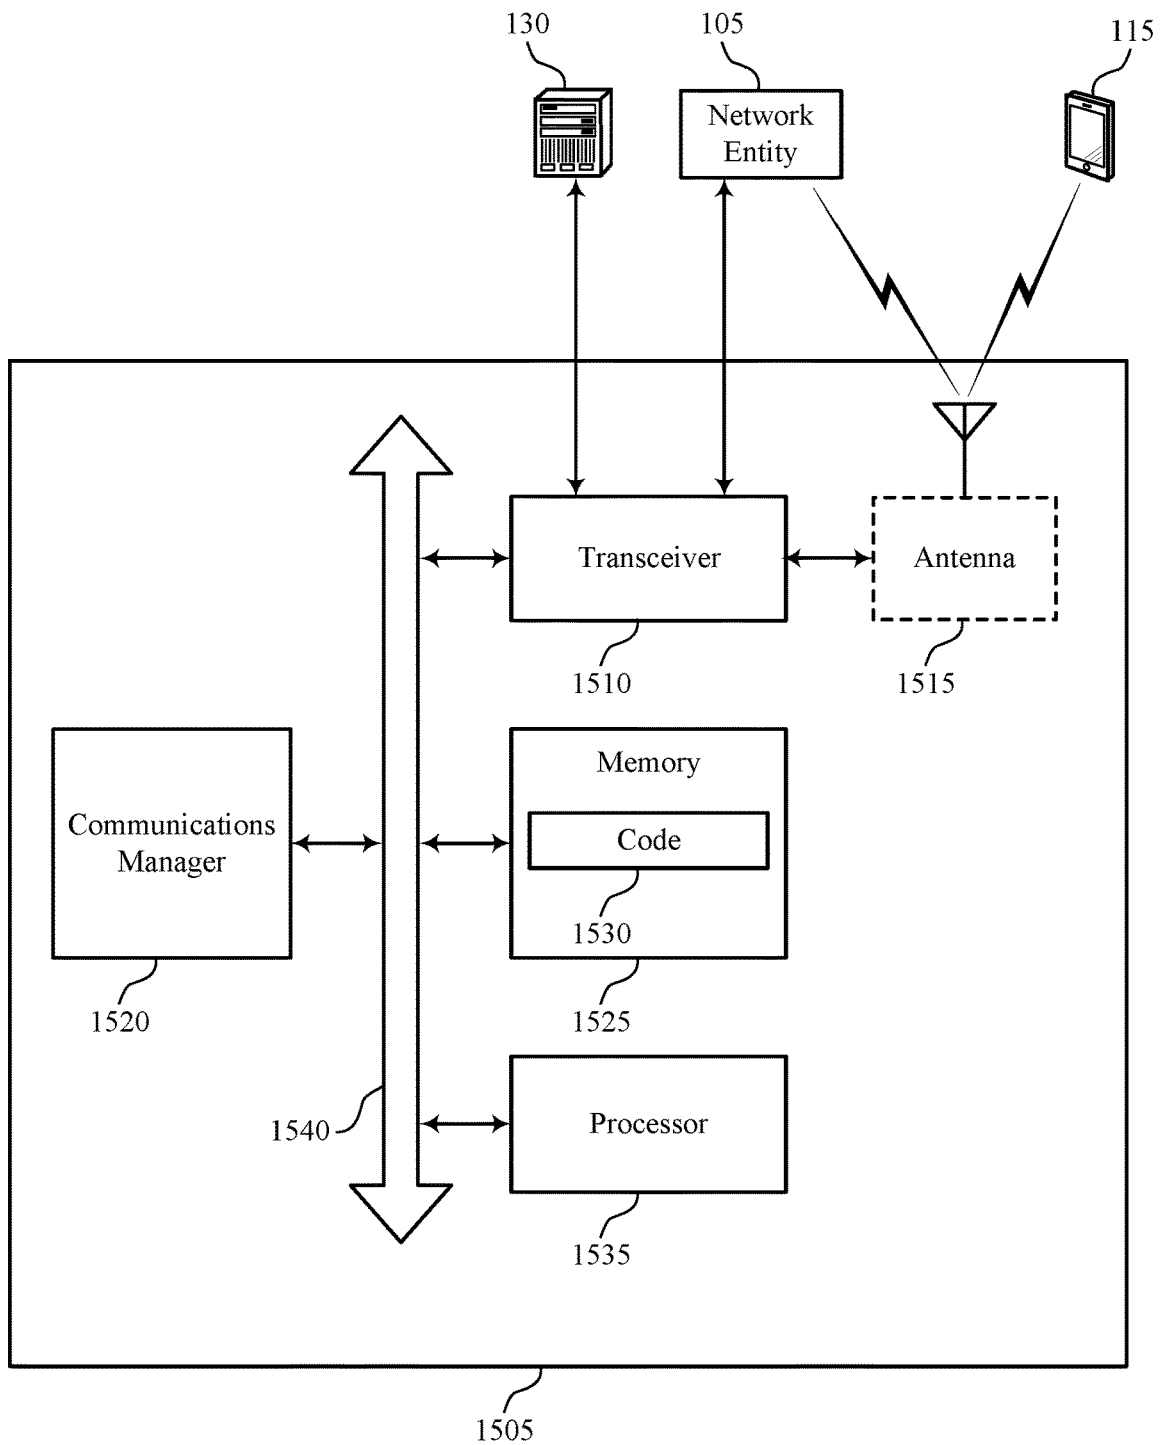 130
105
115
Network
Entity
Transceiver
Antenna
1510
1515
Memory
Communications
Manager
Code
1530
1520
1525
1540
Processor
1535
1505